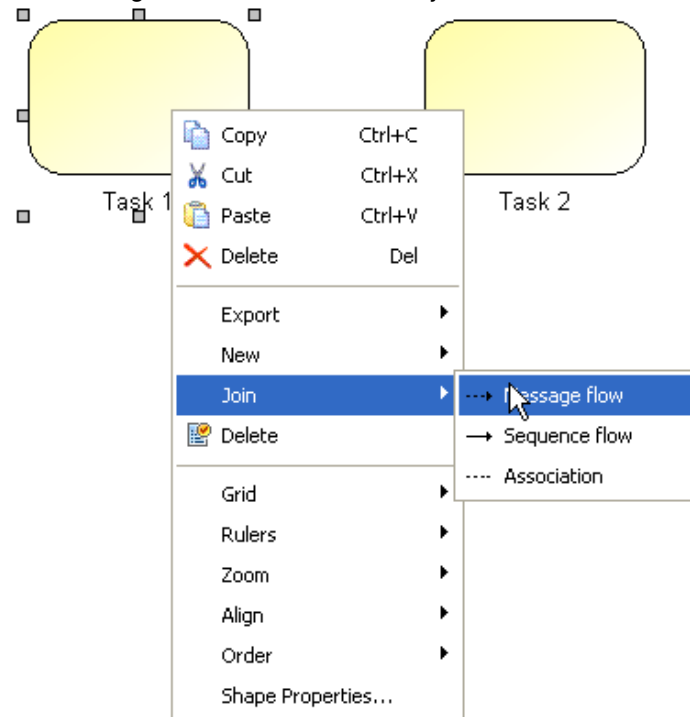 Task 1
Task 2
Copy Ctrl+C
Cut Ctrl+X
Paste Ctrl+V
Delete Del
Export
New
Join
Message flow
Delete
Sequence flow
Association
Grid
Rulers
Zoom
Align
Order
Shape Properties...